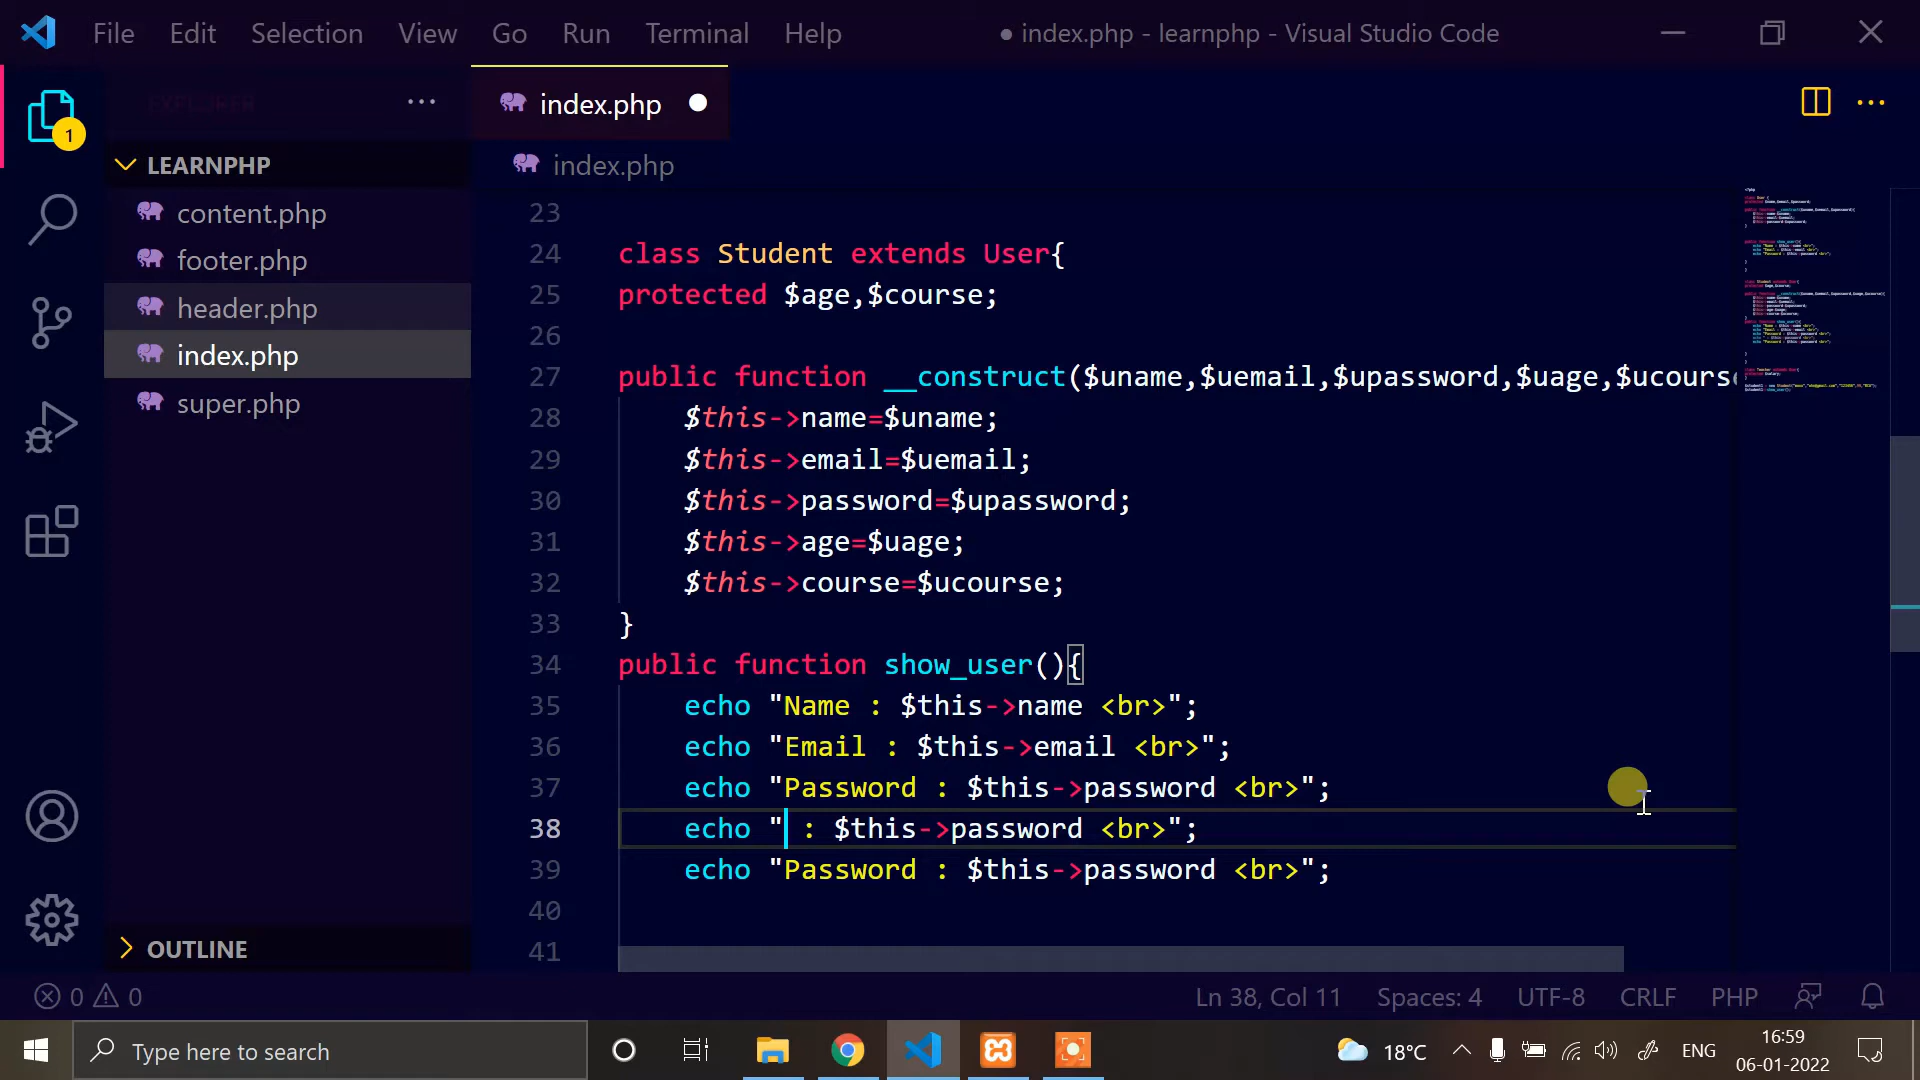 File Edit Selection View Go Run Terminal Help ● index.php - learnphp - Visual Studio Code
EXPLORER ···
index.php
1
LEARNPHP
index.php
content.php
footer.php
header.php
index.php
super.php
23
24 class Student extends User{
25 protected $age,$course;
26
27 public function __construct($uname,$uemail,$upassword,$uage,$ucourse
28 $this->name=$uname;
29 $this->email=$uemail;
30 $this->password=$upassword;
31 $this->age=$uage;
32 $this->course=$ucourse;
33 }
34 public function show_user(){
35 echo "Name : $this->name <br>";
36 echo "Email : $this->email <br>";
37 echo "Password : $this->password <br>";
38 echo " : $this->password <br>";
39 echo "Password : $this->password <br>";
40
41
OUTLINE
0 0 Ln 38, Col 11 Spaces: 4 UTF-8 CRLF PHP
Type here to search
18°C ENG
16:59
06-01-2022